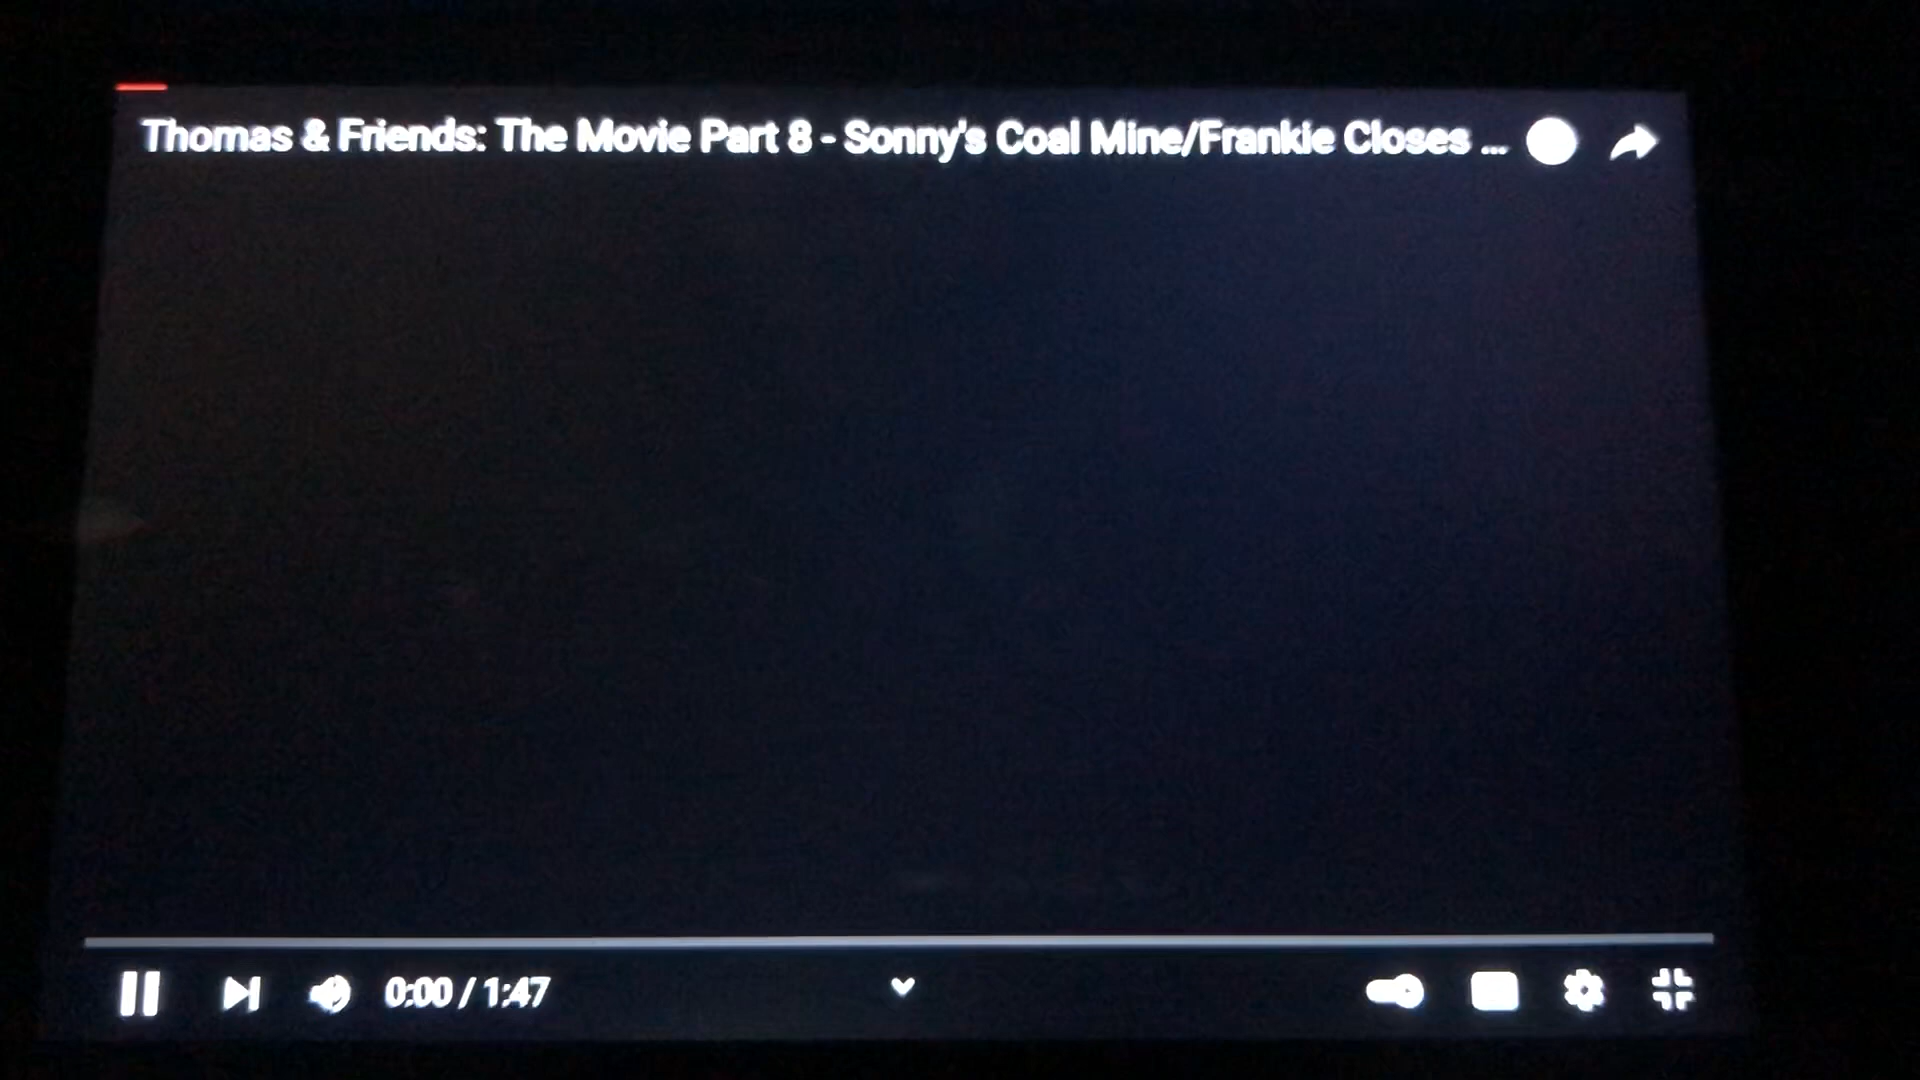 Thomas & Friends: The Movie Part 8 - Sonny's Coal Mine/Frankie Closes ...
0:00 / 1:47